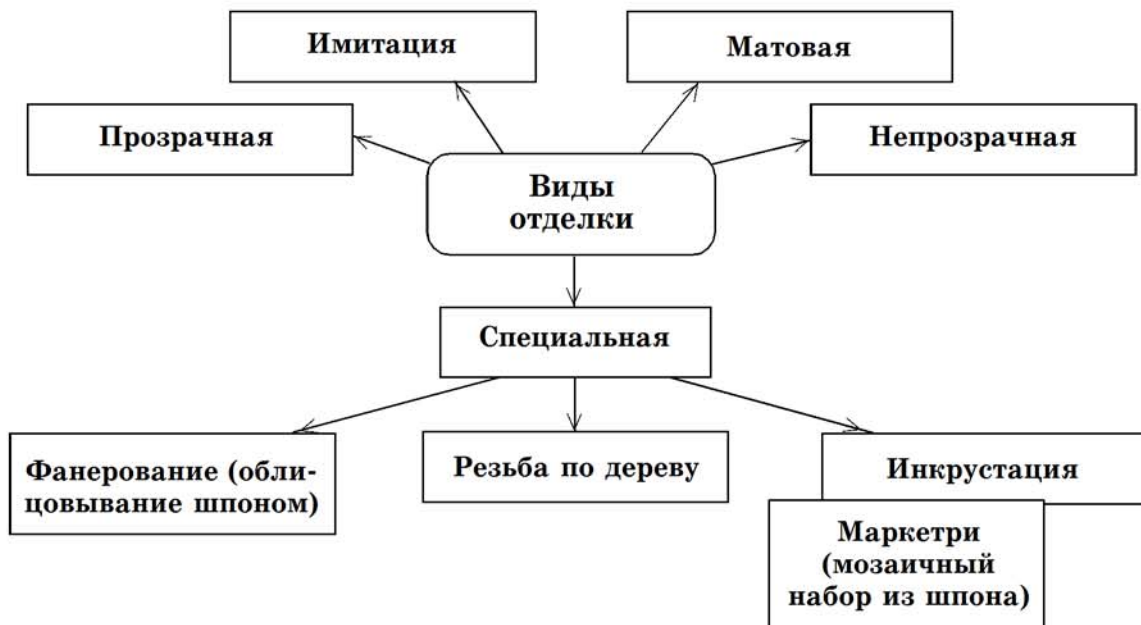 Имитация
Матовая
Прозрачная
Непрозрачная
Виды
отделки
Специальная
Фанерование (обли-
цовывание шпоном)
Резьба по дереву
Инкрустация
Маркетри
(мозаичный
набор из шпона)